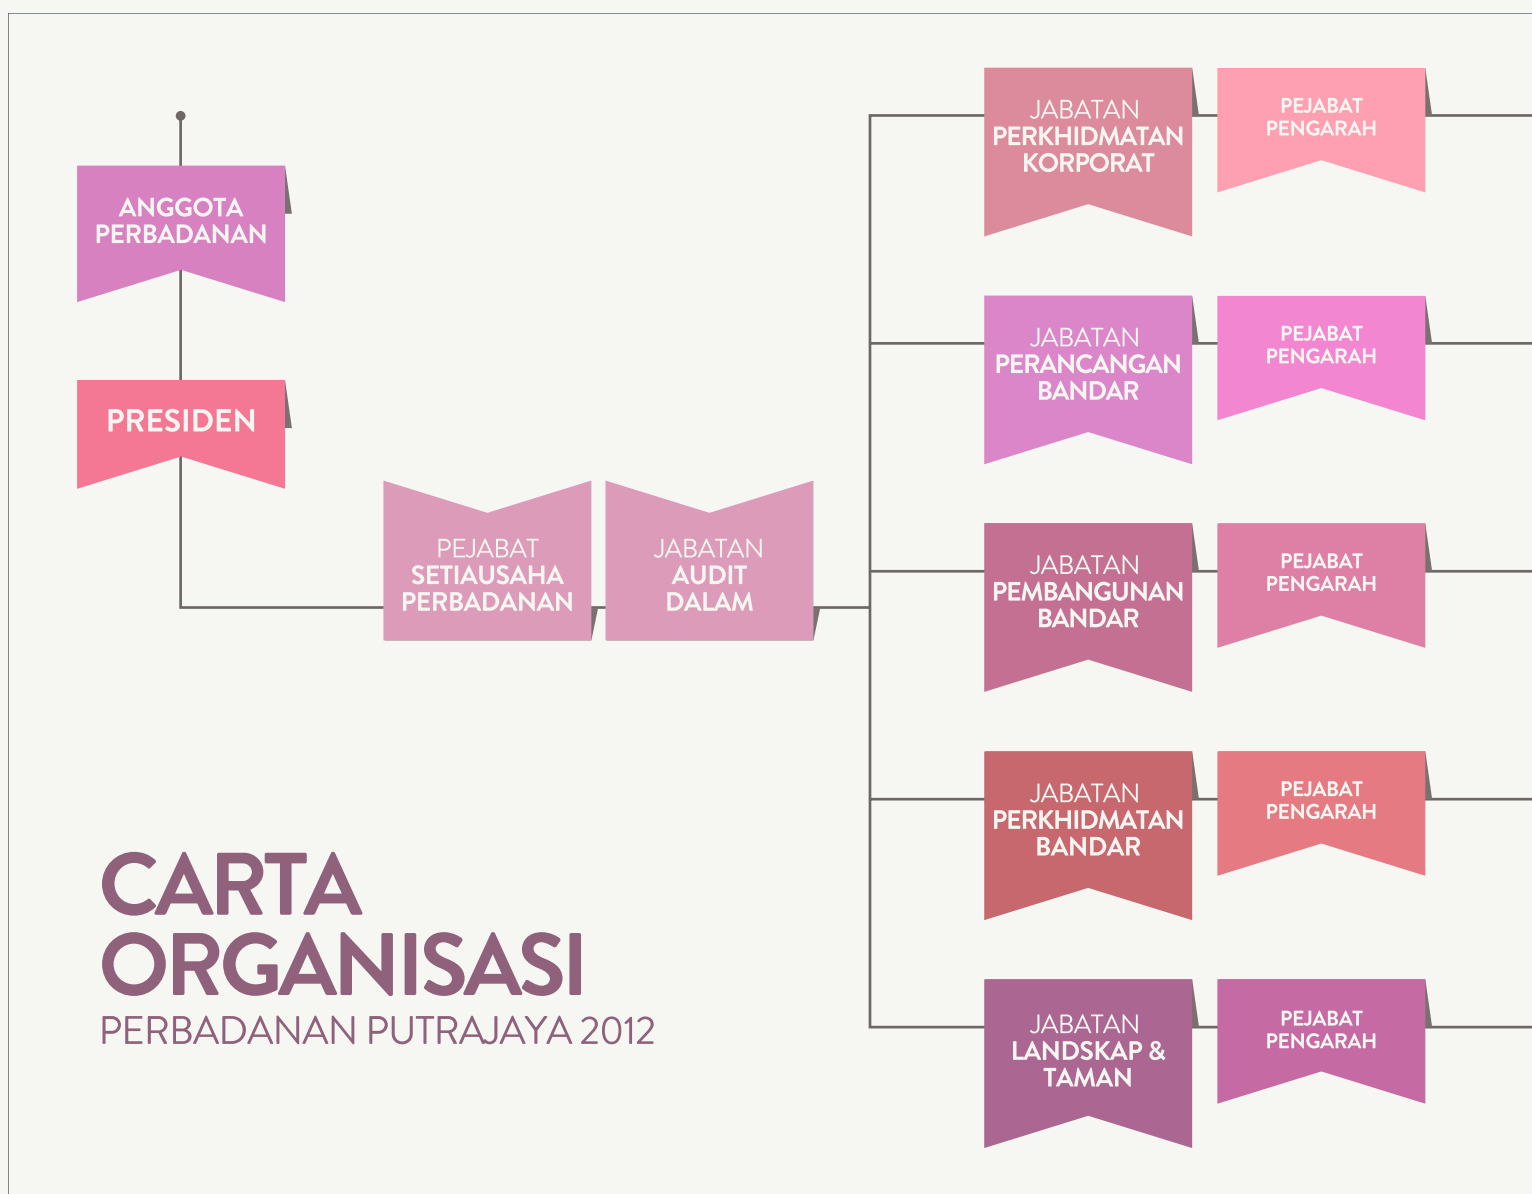 ANGGOTA
PERBADANAN
PRESIDEN
PEJABAT
SETIAUSAHA
PERBADANAN
JABATAN
AUDIT
DALAM
JABATAN
PERKHIDMATAN
KORPORAT
PEJABAT
PENGARAH
JABATAN
PERANCANGAN
BANDAR
PEJABAT
PENGARAH
JABATAN
PEMBANGUNAN
BANDAR
PEJABAT
PENGARAH
JABATAN
PERKHIDMATAN
BANDAR
PEJABAT
PENGARAH
JABATAN
LANDSKAP &
TAMAN
PEJABAT
PENGARAH
CARTA
ORGANISASI
PERBADANAN PUTRAJAYA 2012